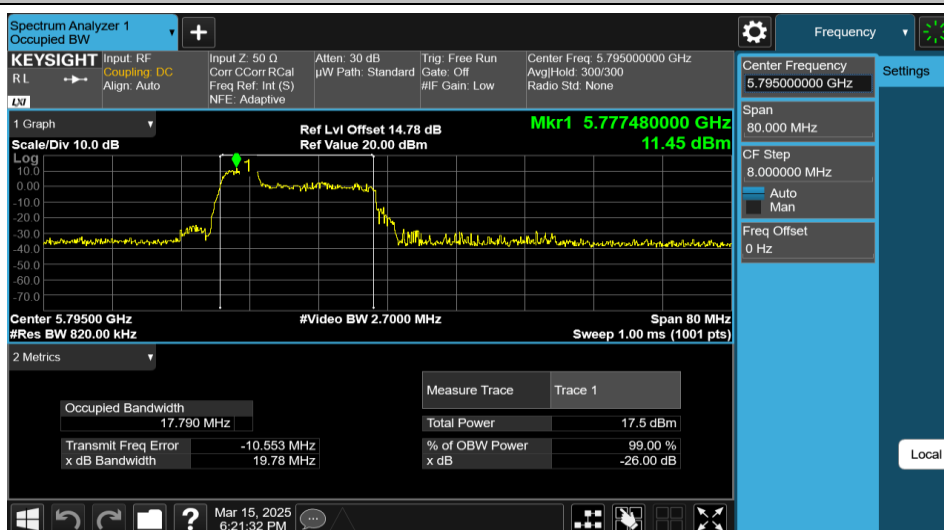 Spectrum Analyzer 1
Occupied BW
+
Frequency
KEYSIGHT
R L
LXI
Input: RF
Coupling: DC
Align: Auto
Input Z: 50 Ω
Corr CCorr RCal
Freq Ref: Int (S)
NFE: Adaptive
Atten: 30 dB
µW Path: Standard
Trig: Free Run
Gate: Off
#IF Gain: Low
Center Freq: 5.795000000 GHz
Avg|Hold: 300/300
Radio Std: None
1 Graph
Scale/Div 10.0 dB
Ref Lvl Offset 14.78 dB
Ref Value 20.00 dBm
Mkr1 5.777480000 GHz
11.45 dBm
Log
10.0
0.00
-10.0
-20.0
-30.0
-40.0
-50.0
-60.0
-70.0
1
Center 5.79500 GHz
#Res BW 820.00 kHz
#Video BW 2.7000 MHz
Span 80 MHz
Sweep 1.00 ms (1001 pts)
2 Metrics
Occupied Bandwidth
17.790 MHz
Transmit Freq Error -10.553 MHz
x dB Bandwidth 19.78 MHz
Measure Trace Trace 1
Total Power 17.5 dBm
% of OBW Power 99.00 %
x dB -26.00 dB
Center Frequency
5.795000000 GHz
Span
80.000 MHz
CF Step
8.000000 MHz
Auto
Man
Freq Offset
0 Hz
Settings
Local
?
Mar 15, 2025
6:21:32 PM